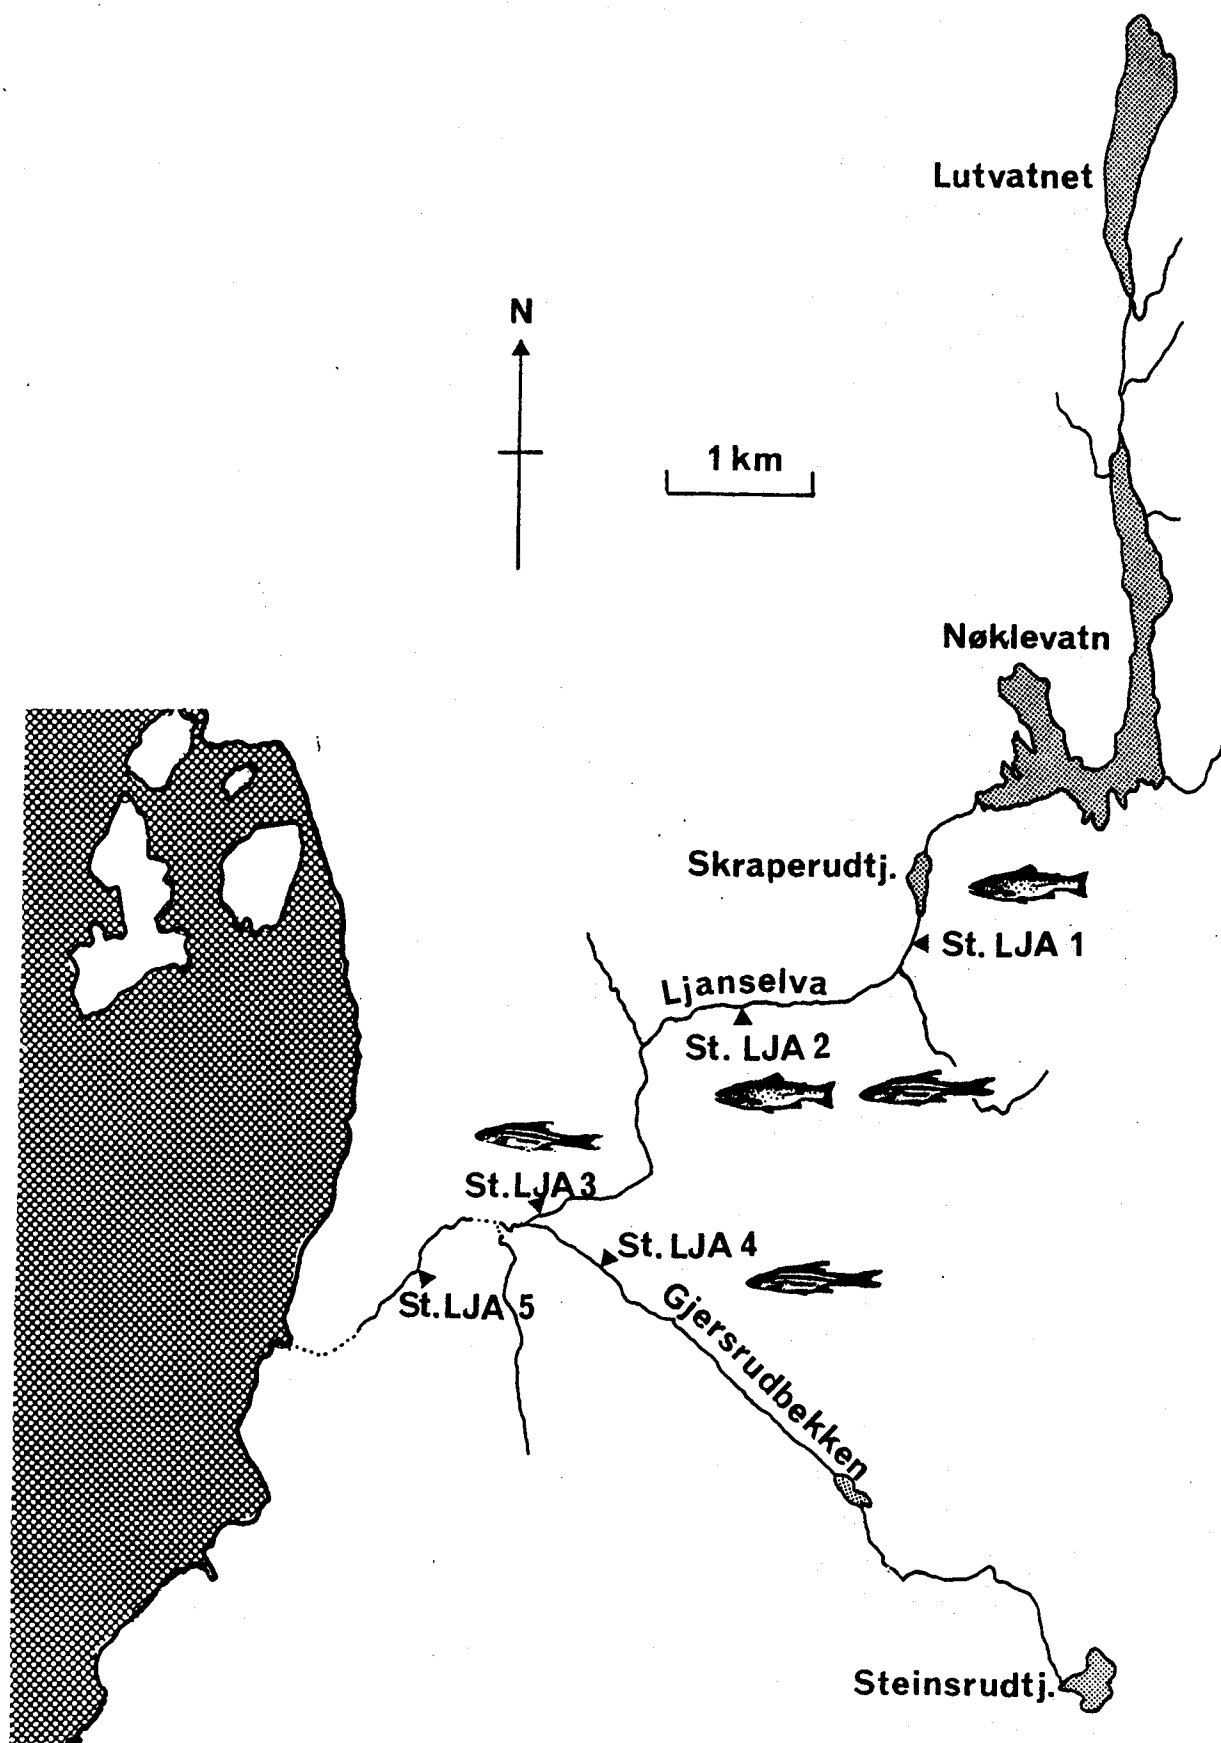 Lutvatnet
N
1 km
Nøklevatn
Skraperudtj.
St. LJA 1
Ljanselva
St. LJA 2
St. LJA 3
St. LJA 4
St. LJA 5
Gjersrudbekken
Steinsrudtj.